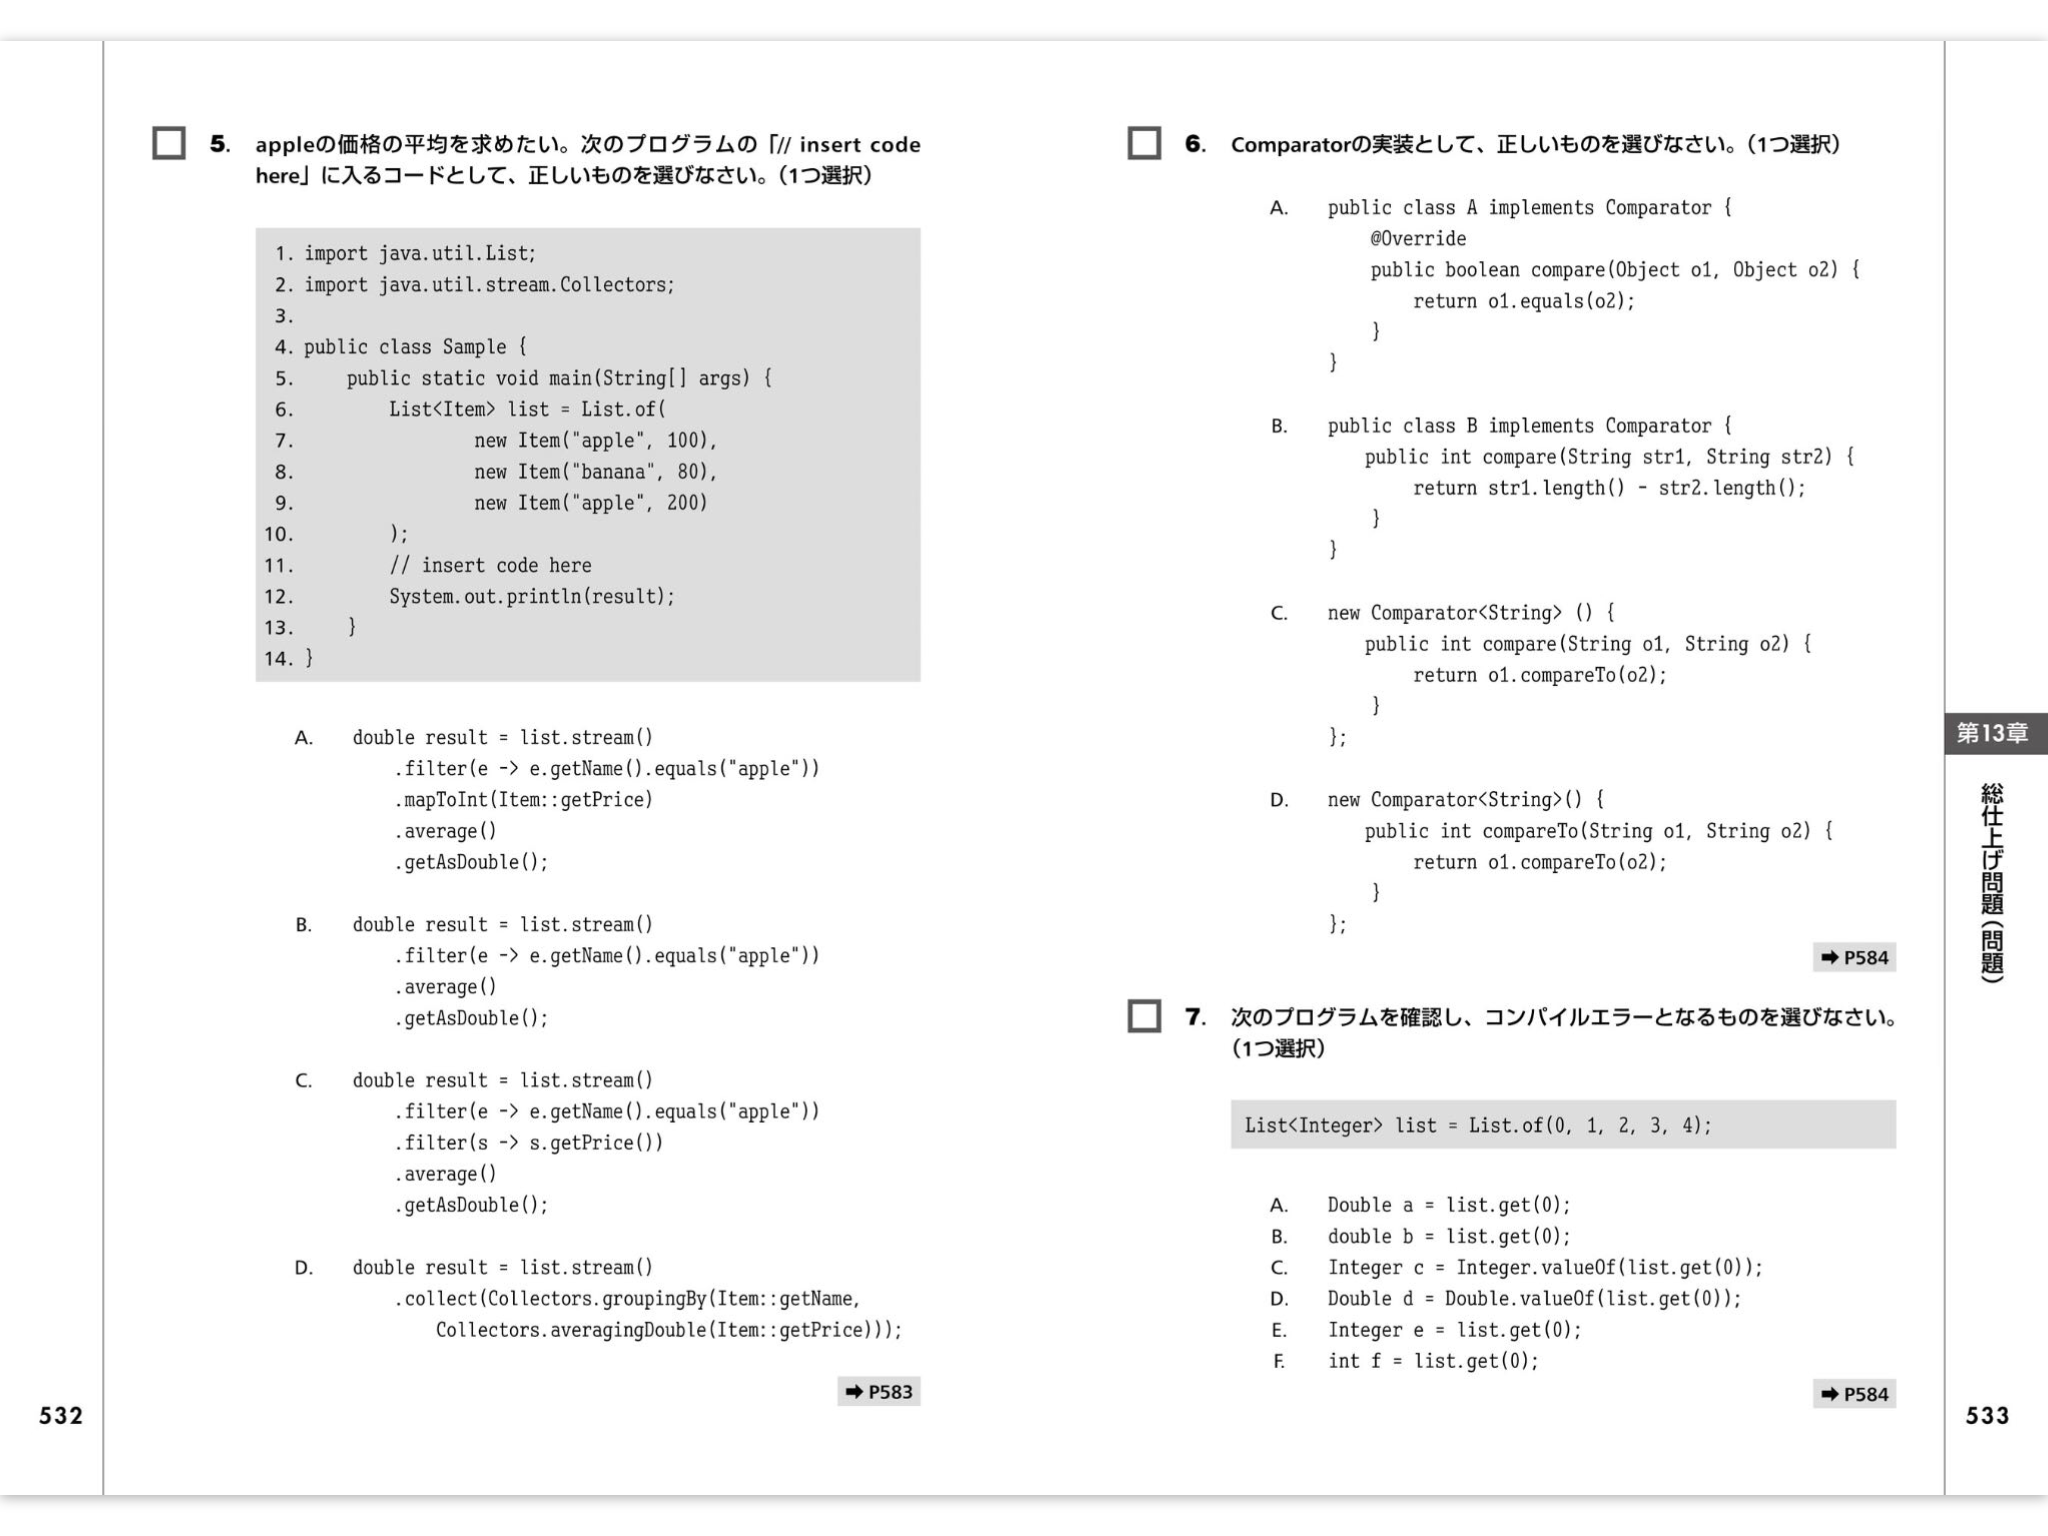 5. appleの価格の平均を求めたい。次のプログラムの「// insert code
here」に入るコードとして、正しいものを選びなさい。（1つ選択）
1. import java.util.List;
2. import java.util.stream.Collectors;
3.
4. public class Sample {
5.     public static void main(String[] args) {
6.         List<Item> list = List.of(
7.                 new Item("apple", 100),
8.                 new Item("banana", 80),
9.                 new Item("apple", 200)
10.         );
11.         // insert code here
12.         System.out.println(result);
13.     }
14. }
A. double result = list.stream()
.filter(e -> e.getName().equals("apple"))
.mapToInt(Item::getPrice)
.average()
.getAsDouble();
B. double result = list.stream()
.filter(e -> e.getName().equals("apple"))
.average()
.getAsDouble();
C. double result = list.stream()
.filter(e -> e.getName().equals("apple"))
.filter(s -> s.getPrice())
.average()
.getAsDouble();
D. double result = list.stream()
.collect(Collectors.groupingBy(Item::getName,
Collectors.averagingDouble(Item::getPrice)));
➡ P583
532
6. Comparatorの実装として、正しいものを選びなさい。（1つ選択）
A. public class A implements Comparator {
@Override
public boolean compare(Object o1, Object o2) {
return o1.equals(o2);
}
}
B. public class B implements Comparator {
public int compare(String str1, String str2) {
return str1.length() - str2.length();
}
}
C. new Comparator<String> () {
public int compare(String o1, String o2) {
return o1.compareTo(o2);
}
};
D. new Comparator<String>() {
public int compareTo(String o1, String o2) {
return o1.compareTo(o2);
}
};
➡ P584
7. 次のプログラムを確認し、コンパイルエラーとなるものを選びなさい。
（1つ選択）
List<Integer> list = List.of(0, 1, 2, 3, 4);
A. Double a = list.get(0);
B. double b = list.get(0);
C. Integer c = Integer.valueOf(list.get(0));
D. Double d = Double.valueOf(list.get(0));
E. Integer e = list.get(0);
F. int f = list.get(0);
➡ P584
第13章
総仕上げ問題（問題）
533